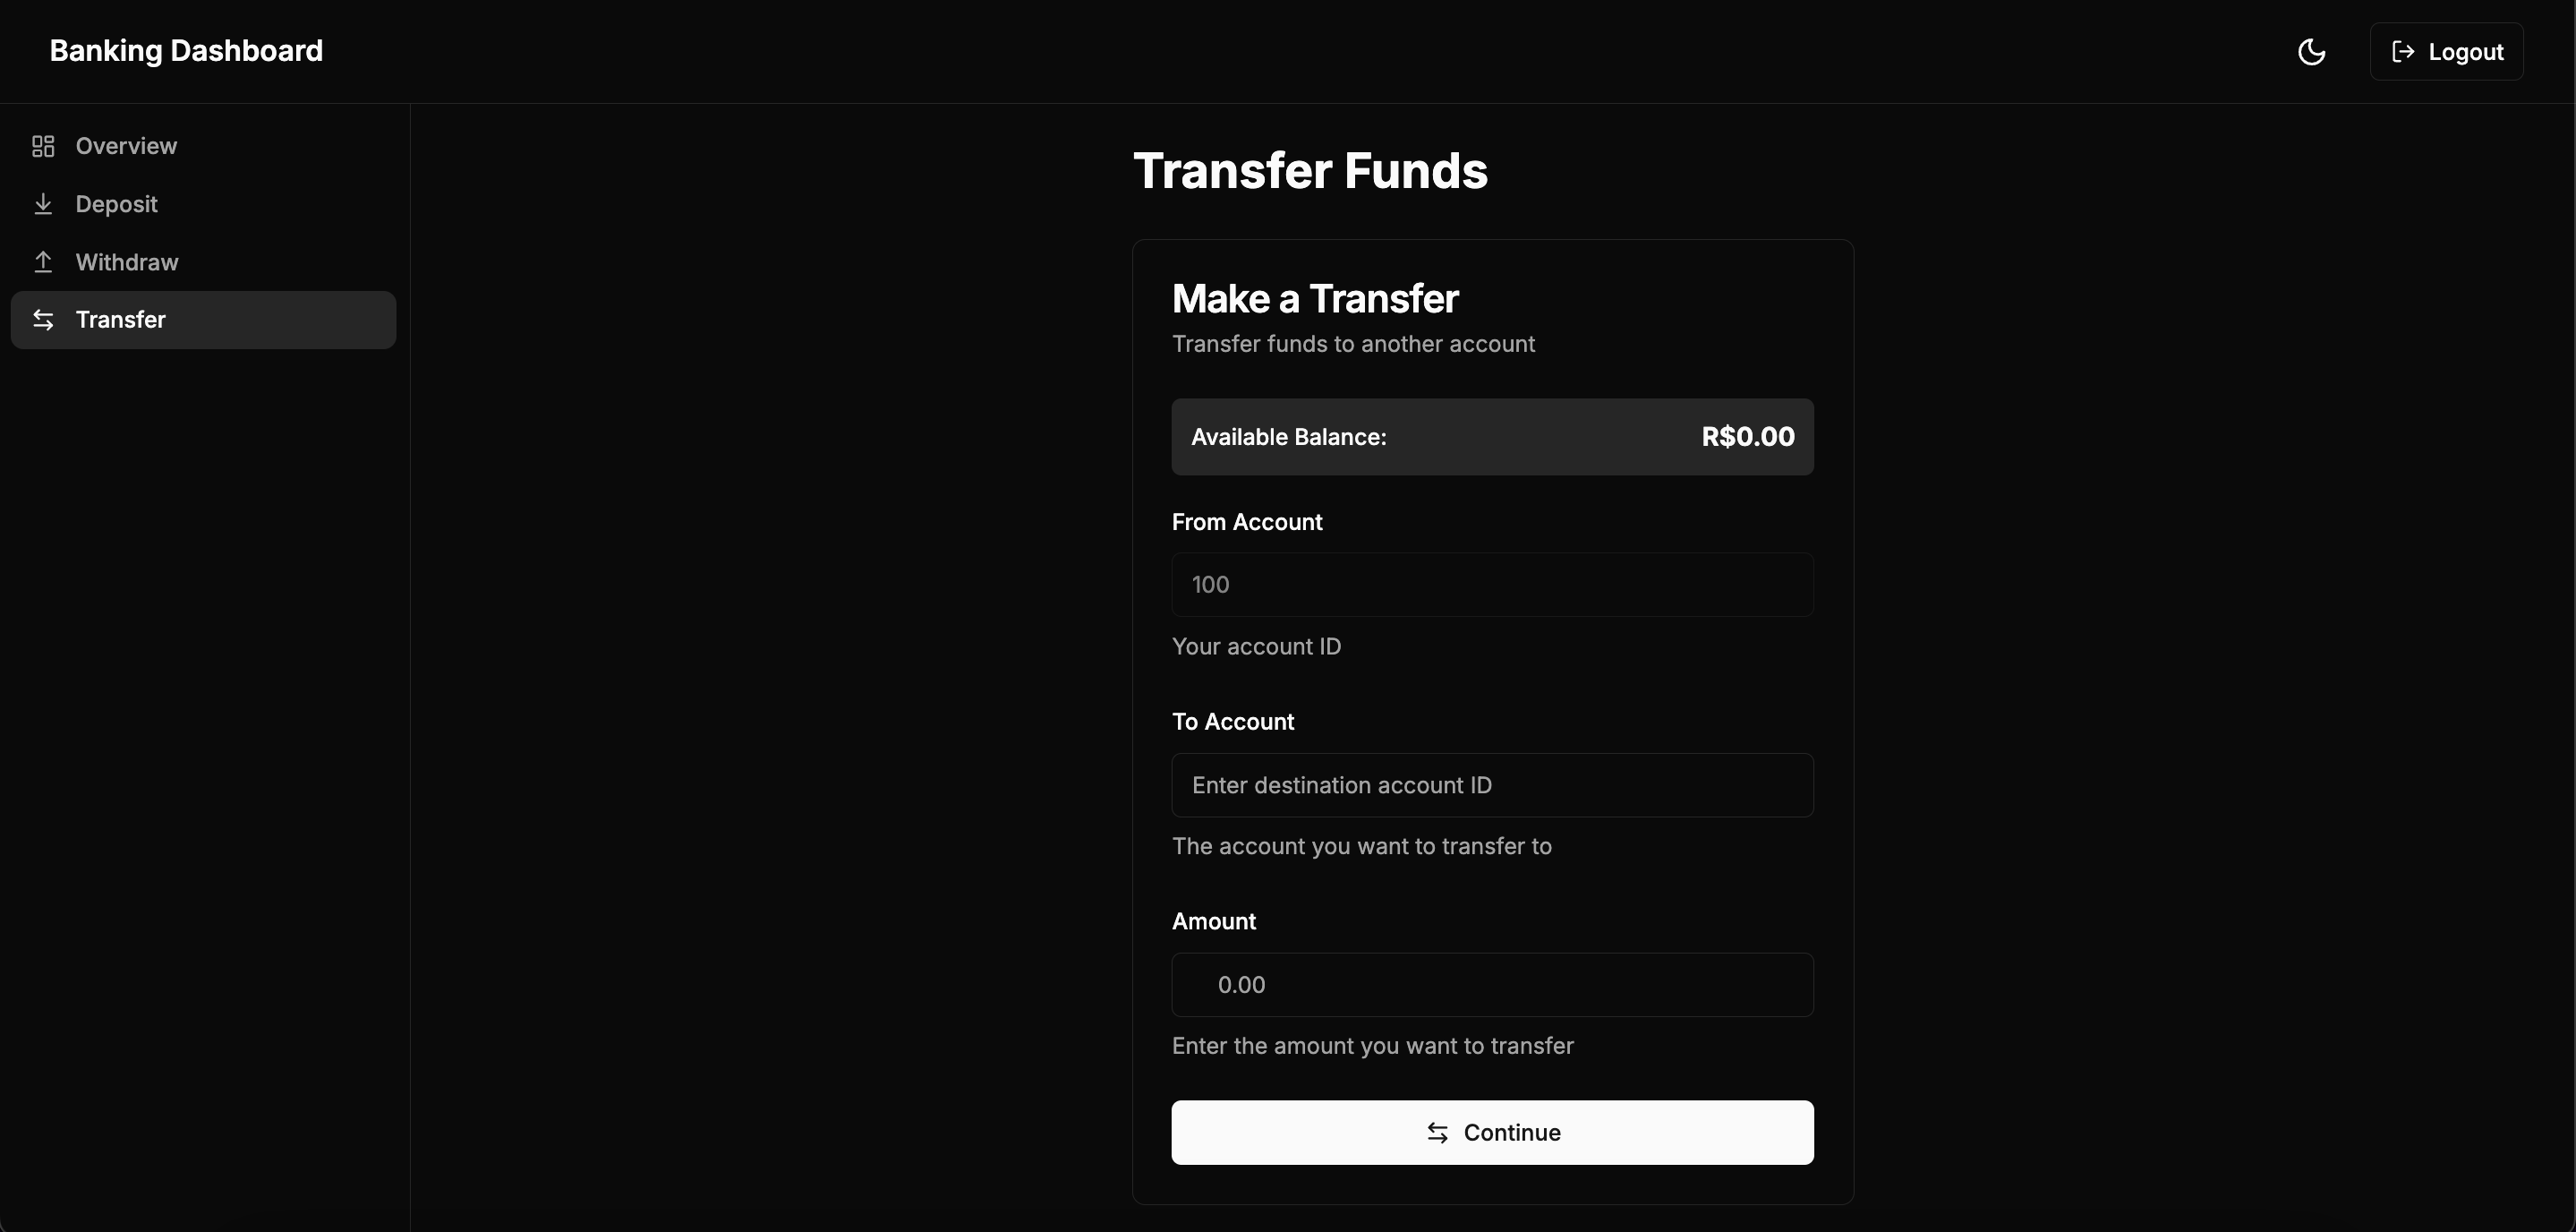 Banking Dashboard
Logout
Overview
Deposit
Withdraw
Transfer
Transfer Funds
Make a Transfer
Transfer funds to another account
Available Balance: R$0.00
From Account
100
Your account ID
To Account
Enter destination account ID
The account you want to transfer to
Amount
0.00
Enter the amount you want to transfer
Continue